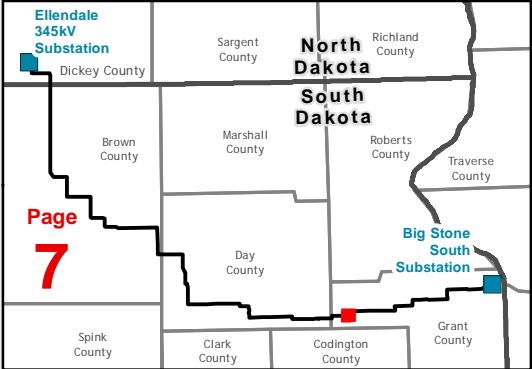 Ellendale
345kV
Substation
Dickey County
Sargent
County
North
Dakota
Richland
County
South
Dakota
Brown
County
Marshall
County
Roberts
County
Traverse
County
Page
7
Day
County
Big Stone
South
Substation
Spink
County
Clark
County
Codington
County
Grant
County